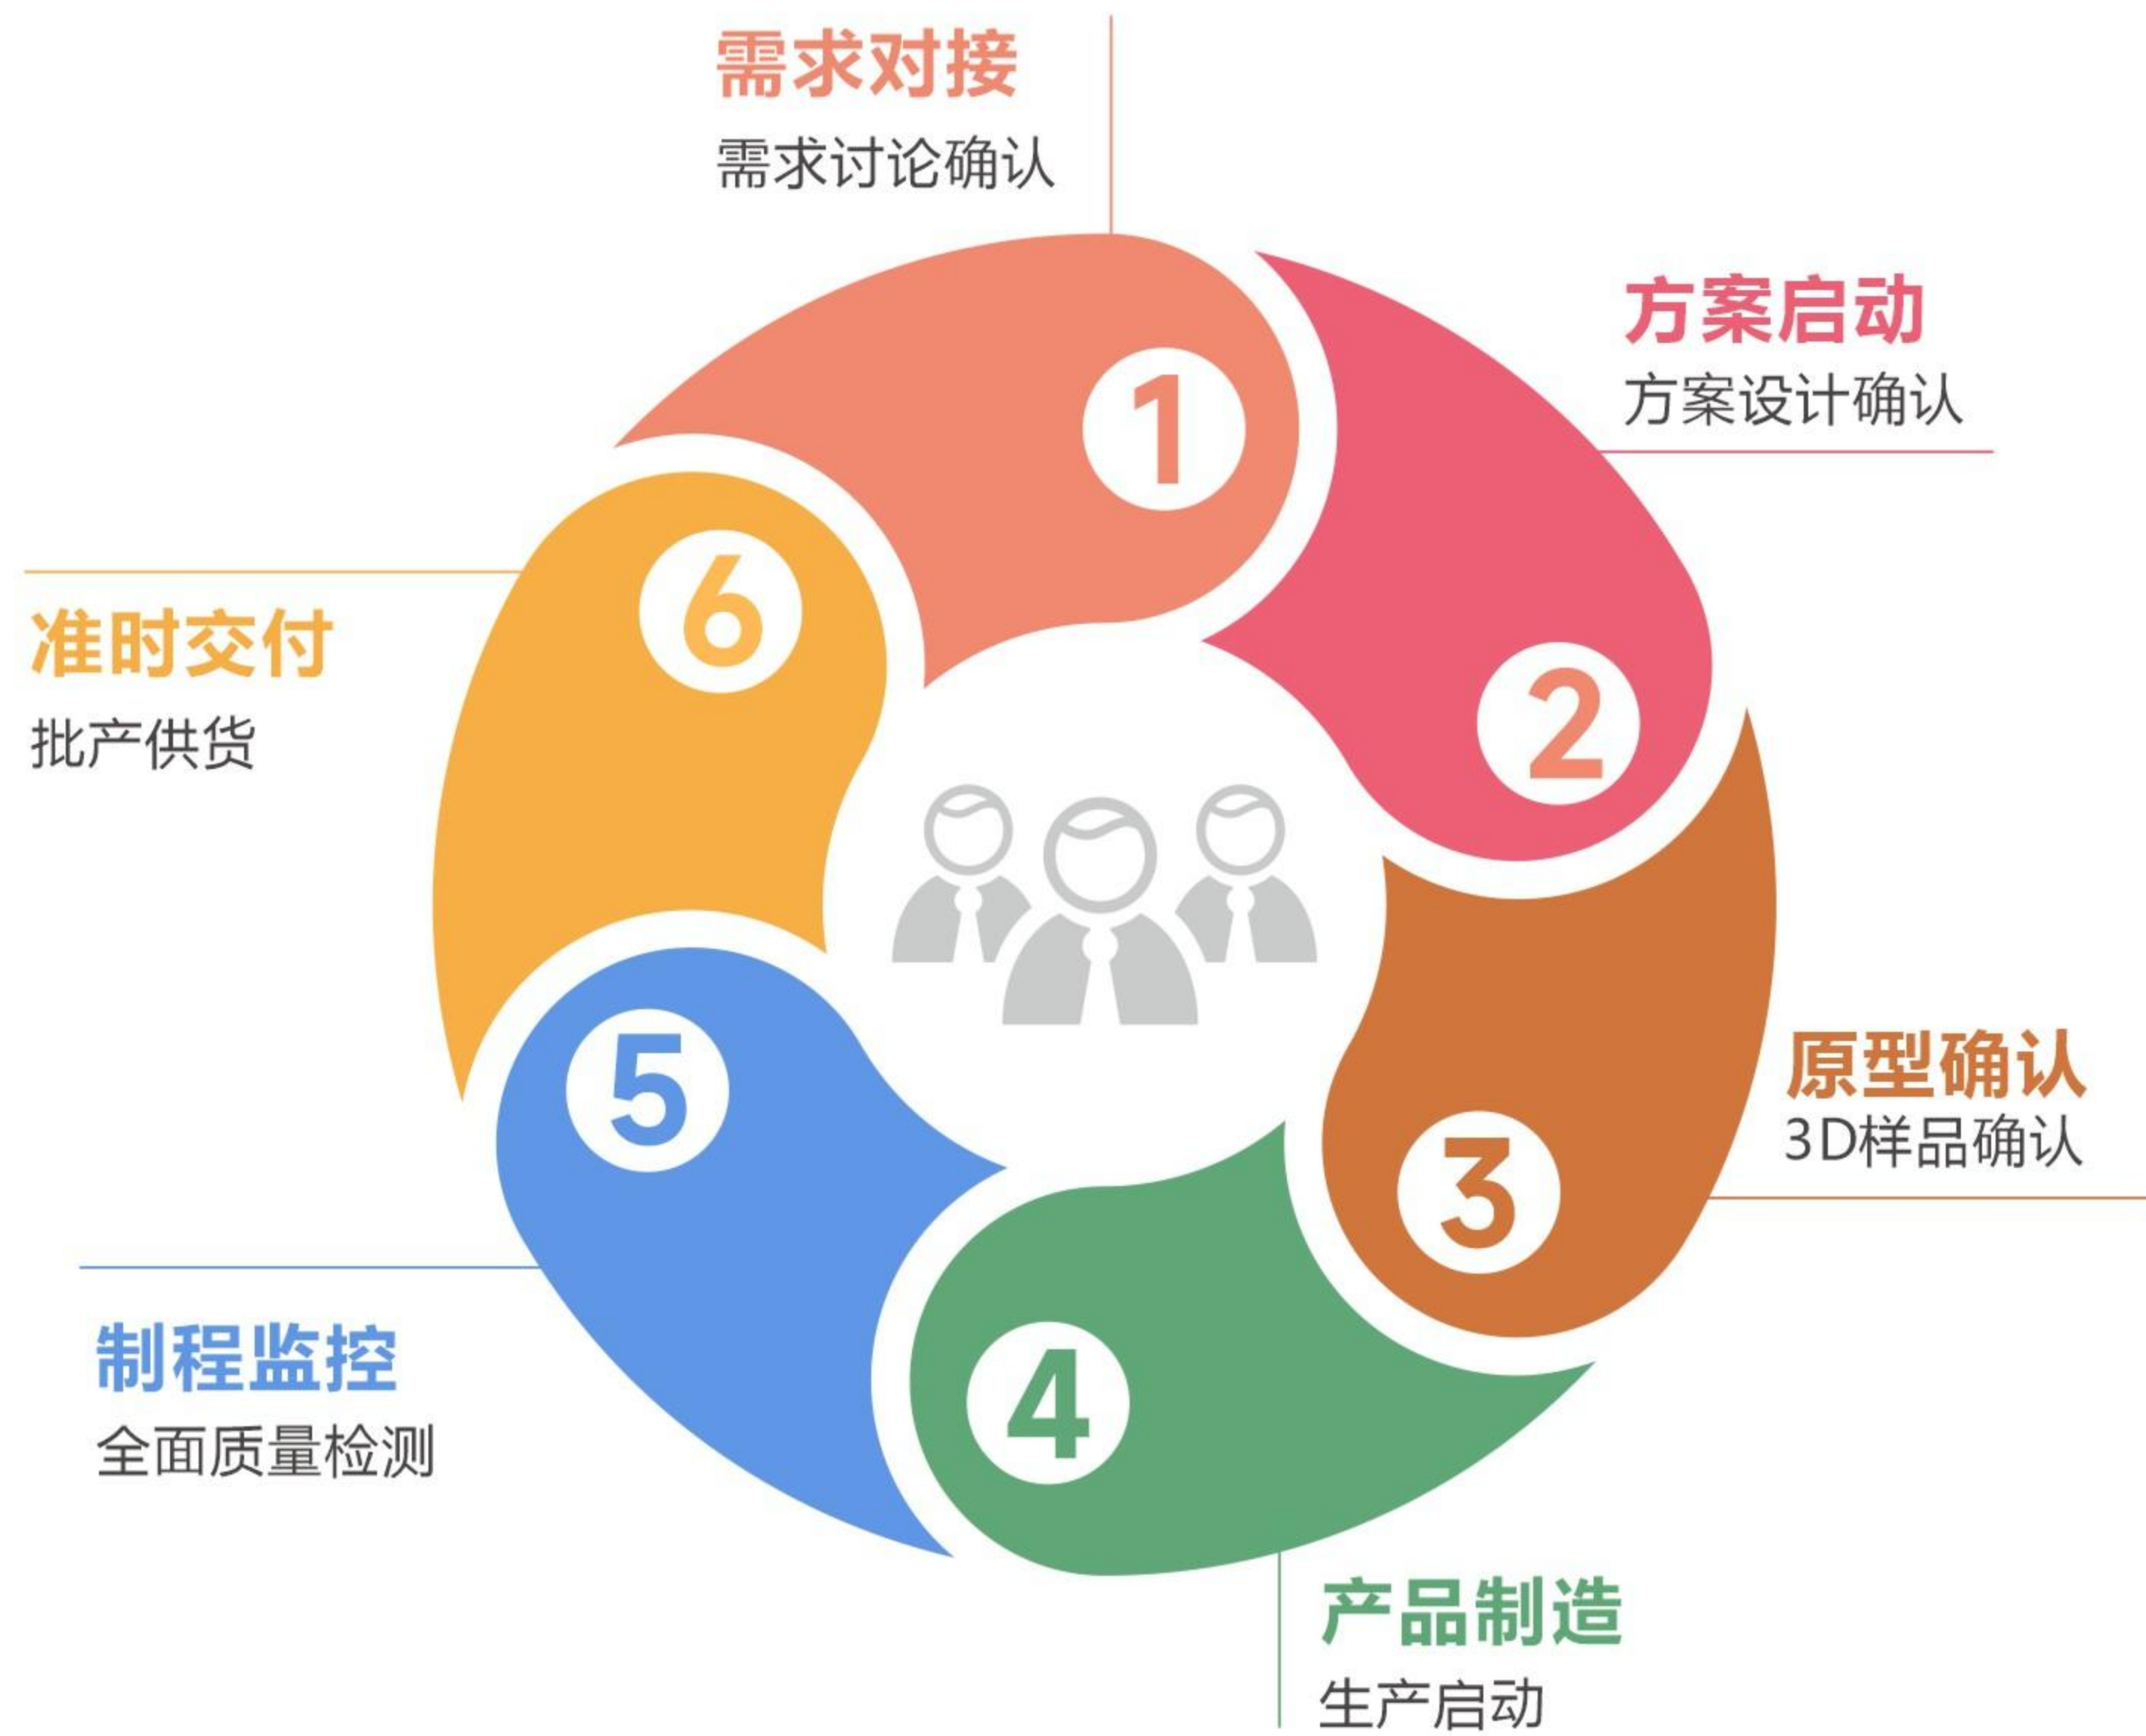 需求对接
需求讨论确认
1
方案启动
方案设计确认
2
原型确认
3D样品确认
3
产品制造
生产启动
4
制程监控
全面质量检测
5
准时交付
批产供货
6